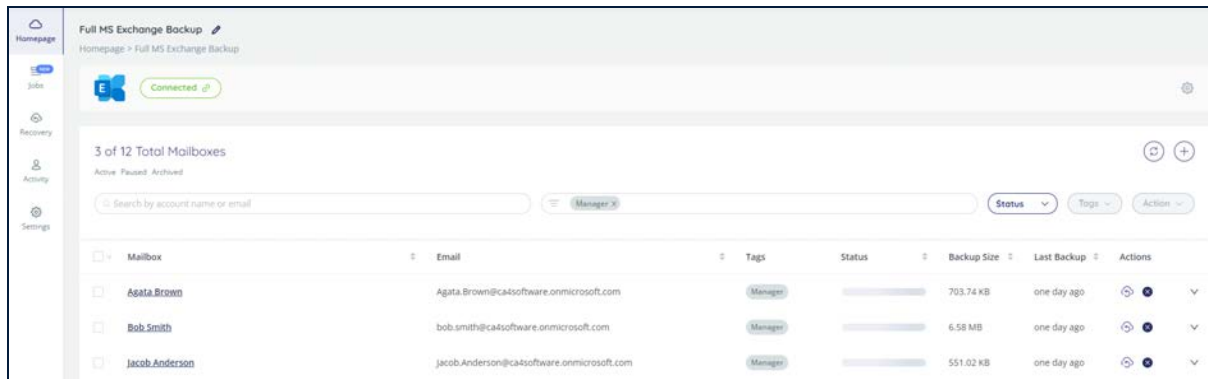 Homepage
NEW
Jobs
Recovery
Activity
Settings
Full MS Exchange Backup
Homepage > Full MS Exchange Backup
E
Connected
3 of 12 Total Mailboxes
Active Paused Archived
Search by account name or email
Manager X
Status
Tags
Action
Mailbox Email Tags Status Backup Size Last Backup Actions
Agata Brown Agata.Brown@ca4software.onmicrosoft.com Manager 703.74 KB one day ago
Bob Smith bob.smith@ca4software.onmicrosoft.com Manager 6.58 MB one day ago
Jacob Anderson Jacob.Anderson@ca4software.onmicrosoft.com Manager 551.02 KB one day ago